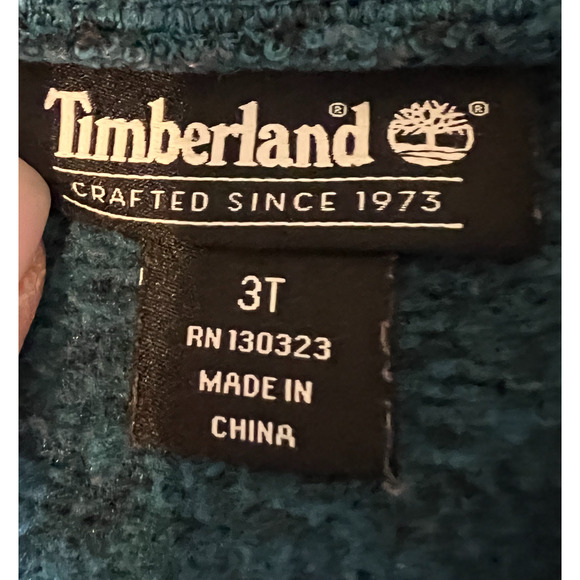 Timberland® ®
CRAFTED SINCE 1973
3T
RN 130323
MADE IN
CHINA